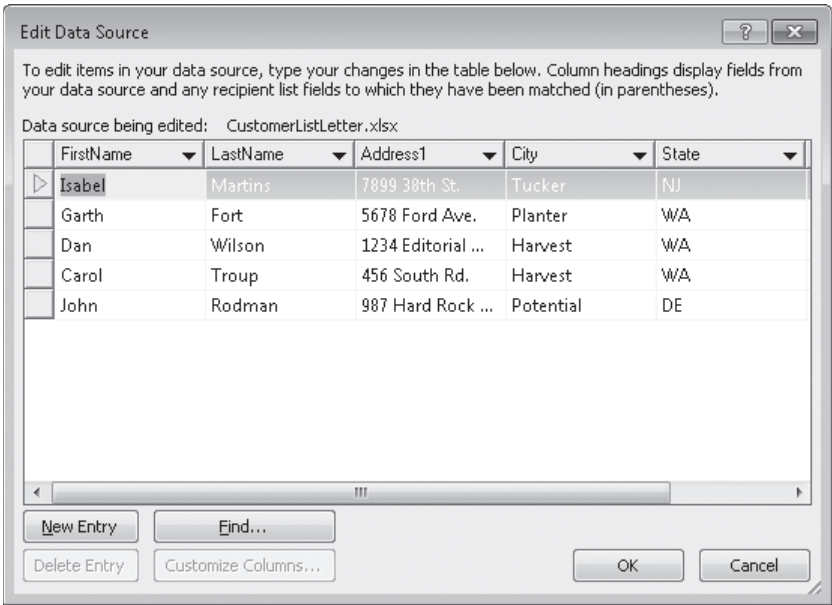 Edit Data Source
To edit items in your data source, type your changes in the table below. Column headings display fields from
your data source and any recipient list fields to which they have been matched (in parentheses).
Data source being edited: CustomerListLetter.xlsx
FirstName LastName Address1 City State
Isabel Martins 7899 38th St. Tucker NJ
Garth Fort 5678 Ford Ave. Planter WA
Dan Wilson 1234 Editorial ... Harvest WA
Carol Troup 456 South Rd. Harvest WA
John Rodman 987 Hard Rock ... Potential DE
New Entry Find...
Delete Entry Customize Columns... OK Cancel